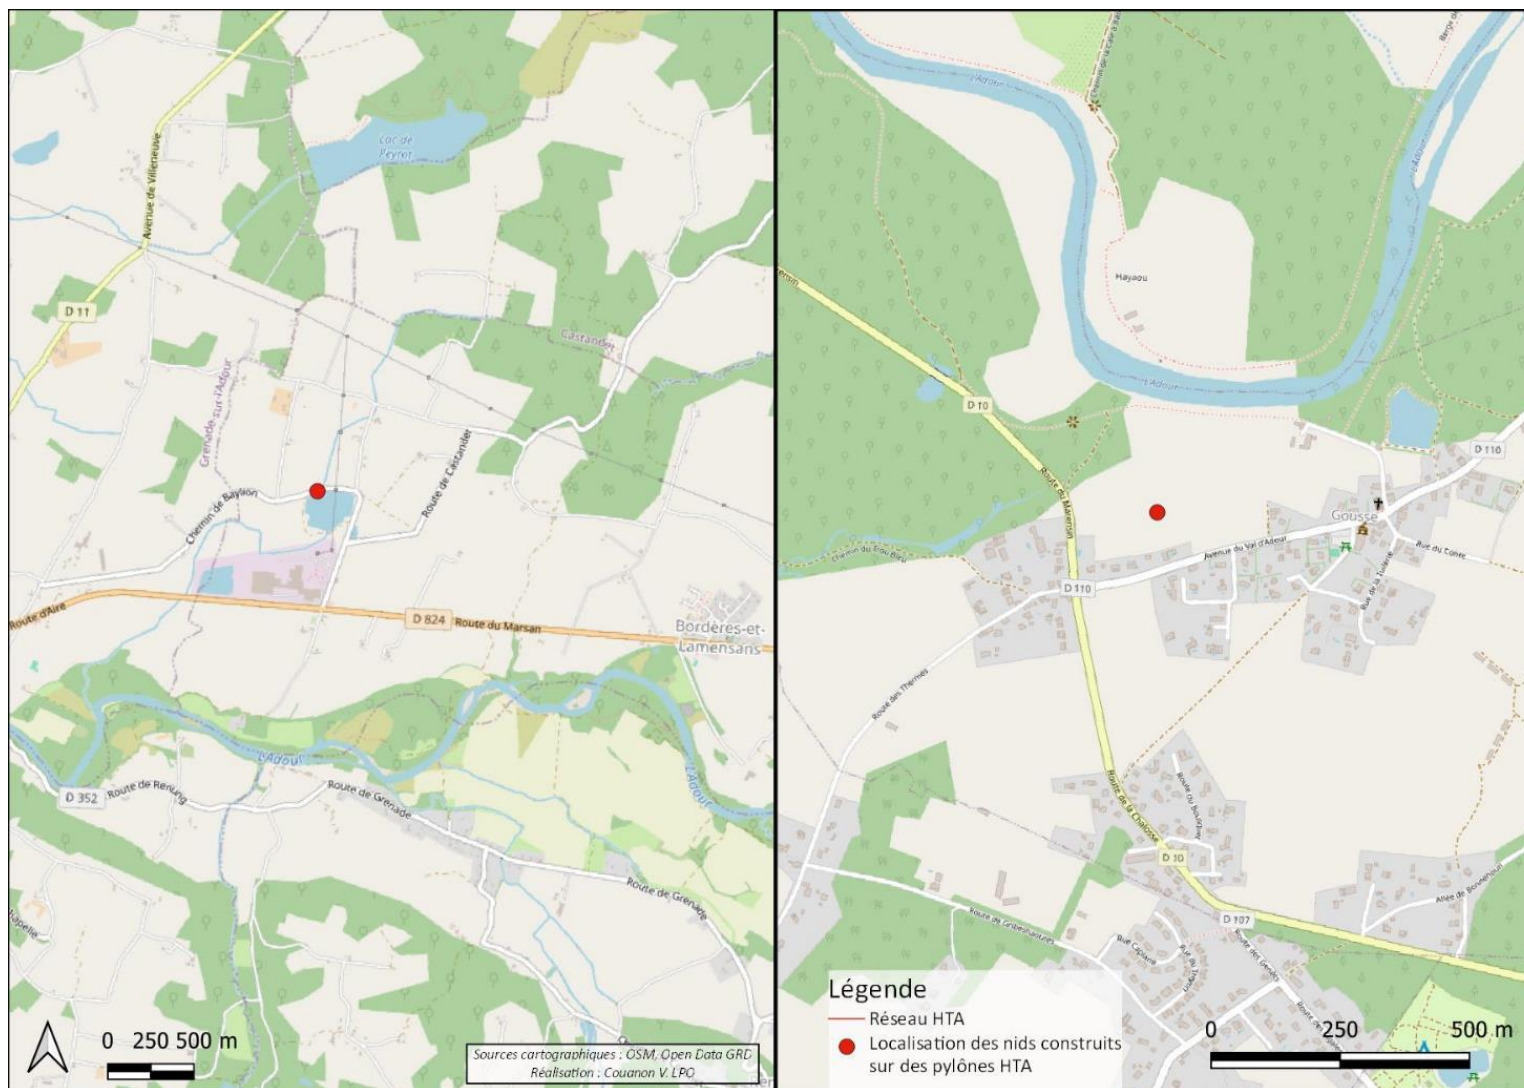 Lac de
Peyrot
Avenue de Villeneuve
D 11
Castandet
Grenade-sur-l'Adour
Route de Castandet
Chemin de Baylion
Route d'Aire
D 824
Route du Marsan
Bordères-et-
Lamensans
L'Adour
L'Adour
D 352
Route de Renung
Route de Grenade
Route de Grenade
0 250 500 m
Sources cartographiques : OSM, Open Data GRD
Réalisation : Couanon V. LPO
L'Adour
L'Adour
Hayaou
L'Adour
D 10
D 110
Route du Marensin
Gousse
Chemin du Trou Bleu
Avenue du Val d'Adour
Rue du Conte
Rue de la Tuilerie
D 110
Route des Thermes
Route de la Chalosse
D 10
Allée de Bonnehoun
D 107
Rue Caplane
Légende
Réseau HTA
Localisation des nids construits
sur des pylônes HTA
0 250 500 m